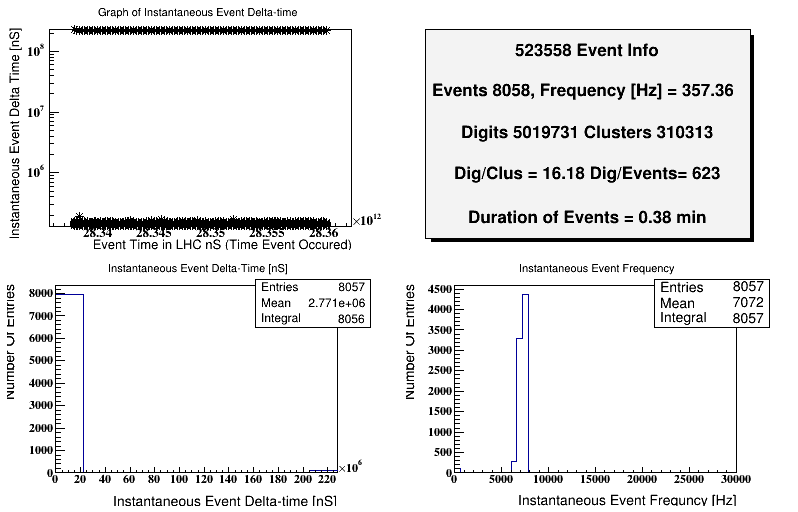 Graph of Instantaneous Event Delta-time
Instantaneous Event Delta Time [nS]
10^8
10^7
10^6
28.34 28.345 28.35 28.355 28.36
×10^12
Event Time in LHC nS (Time Event Occured)
523558 Event Info
Events 8058, Frequency [Hz] = 357.36
Digits 5019731 Clusters 310313
Dig/Clus = 16.18 Dig/Events= 623
Duration of Events = 0.38 min
Instantaneous Event Delta-Time [nS]
Entries 8057
Mean 2.771e+06
Integral 8056
Number Of Entries
8000
7000
6000
5000
4000
3000
2000
1000
0
0 20 40 60 80 100 120 140 160 180 200 220
×10^6
Instantaneous Event Delta-time [nS]
Instantaneous Event Frequency
Entries 8057
Mean 7072
Integral 8057
Number Of Entries
4500
4000
3500
3000
2500
2000
1500
1000
500
0
0 5000 10000 15000 20000 25000 30000
Instantaneous Event Frequncy [Hz]